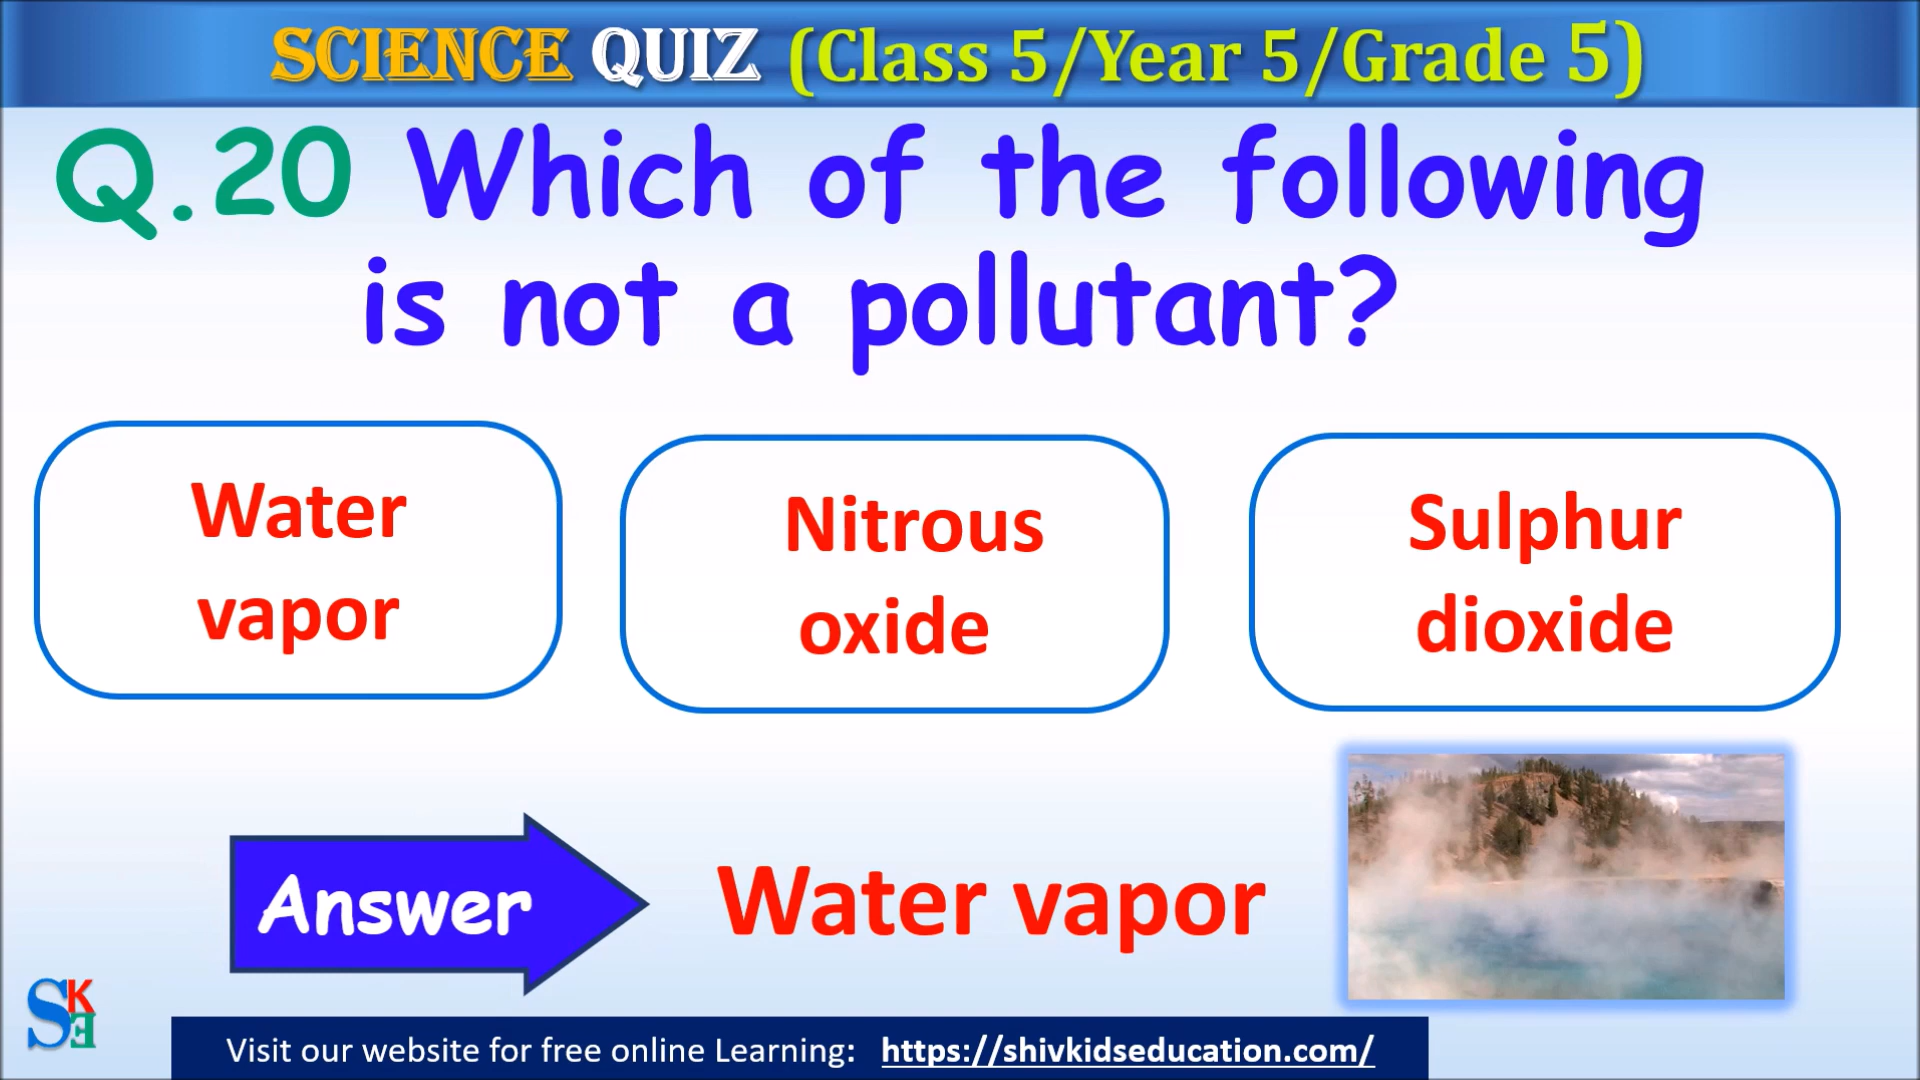 SCIENCE QUIZ (Class 5/Year 5/Grade 5)
Q.20 Which of the following
is not a pollutant?
Water
vapor
Nitrous
oxide
Sulphur
dioxide
Answer
Water vapor
SKE
Visit our website for free online Learning: https://shivkidseducation.com/